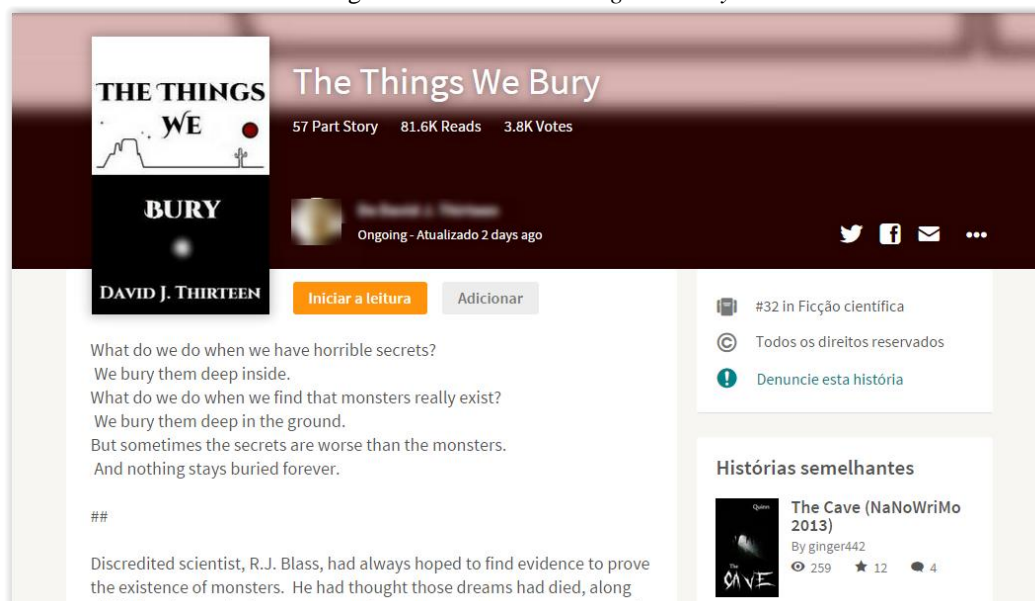 THE THINGS
WE
BURY
DAVID J. THIRTEEN
The Things We Bury
57 Part Story 81.6K Reads 3.8K Votes
Ongoing - Atualizado 2 days ago
Iniciar a leitura Adicionar
What do we do when we have horrible secrets?
We bury them deep inside.
What do we do when we find that monsters really exist?
We bury them deep in the ground.
But sometimes the secrets are worse than the monsters.
And nothing stays buried forever.
##
Discredited scientist, R.J. Blass, had always hoped to find evidence to prove
the existence of monsters. He had thought those dreams had died, along
#32 in Ficção científica
Todos os direitos reservados
Denuncie esta história
Histórias semelhantes
Quinn
The
CAVE
The Cave (NaNoWriMo
2013)
By ginger442
259 12 4